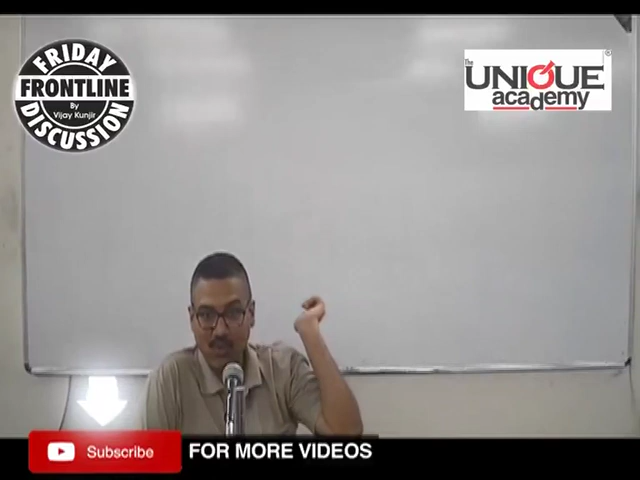 FRIDAY
FRONTLINE
By
Vijay Kunjir
DISCUSSION
The
UNIQUE
academy
®
Subscribe
FOR MORE VIDEOS